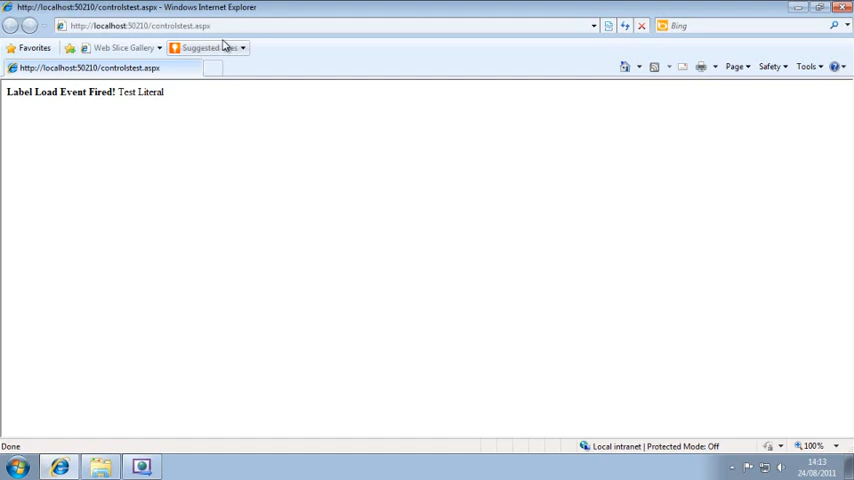 http://localhost:50210/controlstest.aspx - Windows Internet Explorer
http://localhost:50210/controlstest.aspx
Bing
Favorites
Web Slice Gallery
Suggested
http://localhost:50210/controlstest.aspx
Page
Safety
Tools
Label Load Event Fired! Test Literal
Done
Local intranet | Protected Mode: Off
100%
14:13
24/08/2011